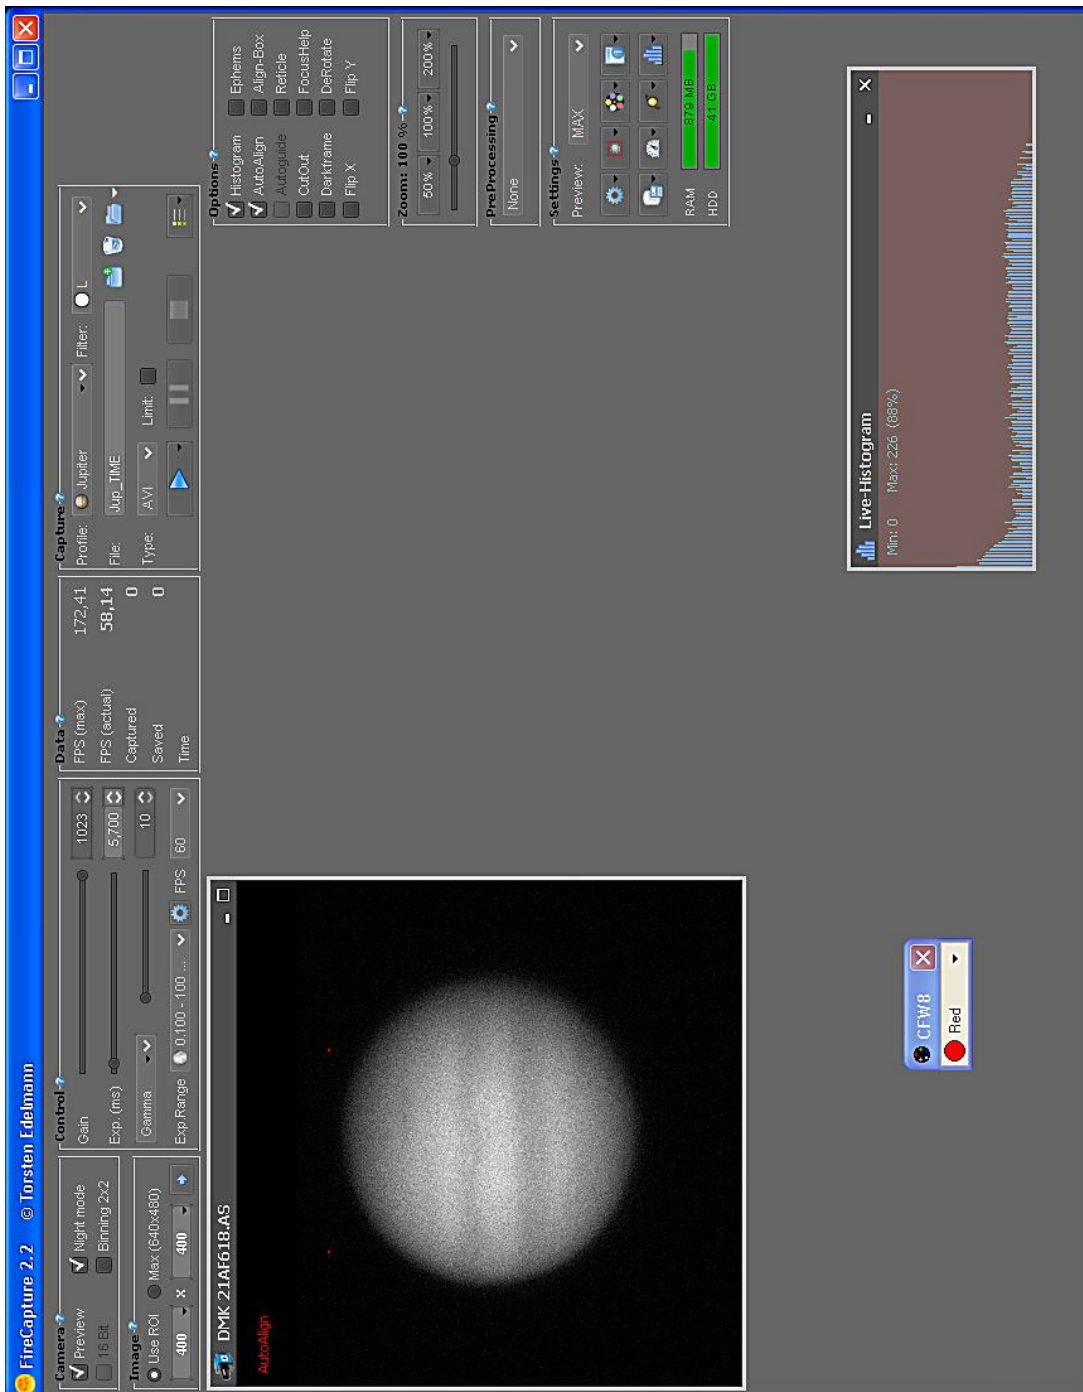 FireCapture 2.2 © Torsten Edelmann
Camera
Preview
Night mode
16 Bit
Binning 2x2
Image
Use ROI
Max (640x480)
400 x 400
Control
Gain 1023
Exp. (ms) 5,700
Gamma 10
Exp.Range 0.100 - 100 ... FPS 60
Data
FPS (max) 172,41
FPS (actual) 58,14
Captured 0
Saved 0
Time
Capture
Profile: Jupiter Filter: L
File: Jup_TIME
Type: AVI Limit:
DMK 21AF618.AS
AutoAlign
Options
Histogram Ephems
AutoAlign Align-Box
Autoguide Reticle
CutOut FocusHelp
Darkframe DeRotate
Flip X Flip Y
Zoom: 100 %
50% 100% 200%
PreProcessing
None
Settings
Preview: MAX
RAM 879 MB
HDD 41 GB
CFW8
Red
Live-Histogram
Min: 0 Max: 226 (88%)